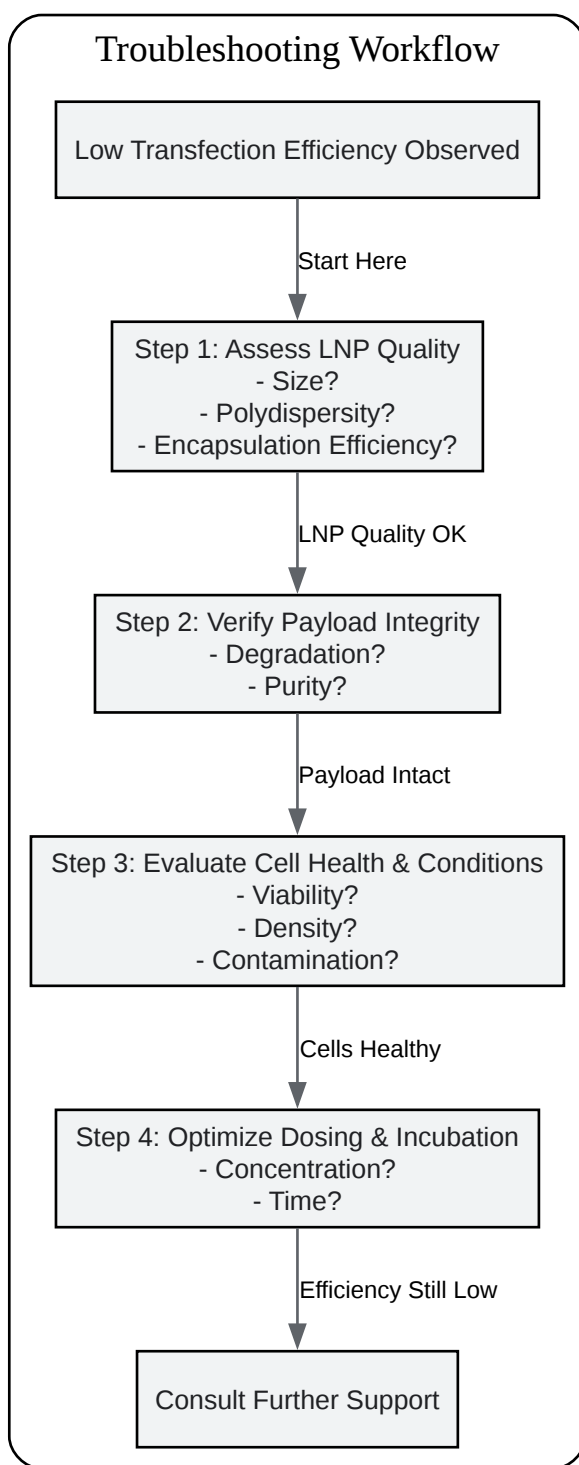 Troubleshooting Workflow
Low Transfection Efficiency Observed
Start Here
Step 1: Assess LNP Quality
- Size?
- Polydispersity?
- Encapsulation Efficiency?
LNP Quality OK
Step 2: Verify Payload Integrity
- Degradation?
- Purity?
Payload Intact
Step 3: Evaluate Cell Health & Conditions
- Viability?
- Density?
- Contamination?
Cells Healthy
Step 4: Optimize Dosing & Incubation
- Concentration?
- Time?
Efficiency Still Low
Consult Further Support